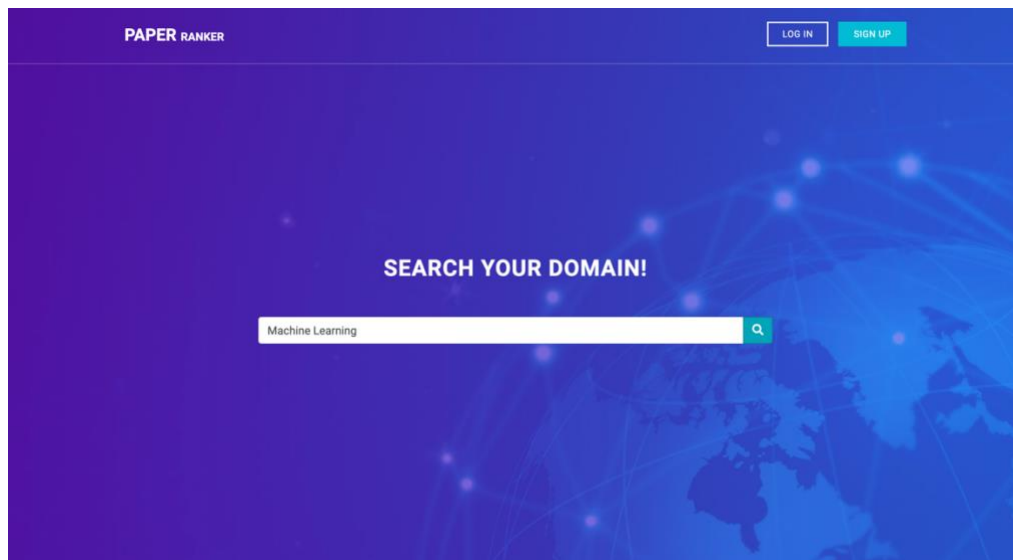 PAPER RANKER
LOG IN
SIGN UP
SEARCH YOUR DOMAIN!
Machine Learning